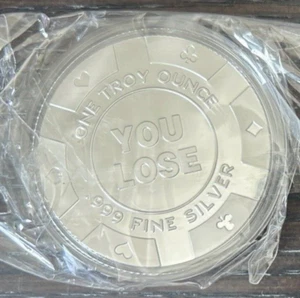 ONE TROY OUNCE
YOU
LOSE
.999 FINE SILVER